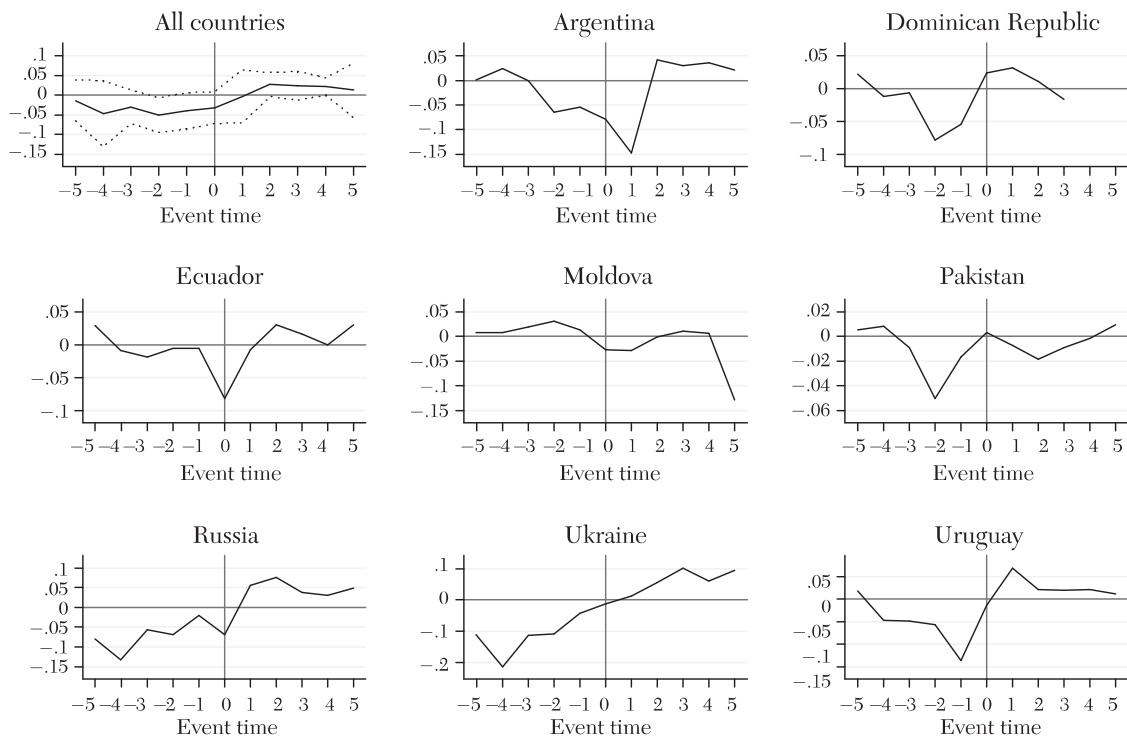 All countries
.1
.05
0
−.05
−.1
−.15
−5 −4 −3 −2 −1 0 1 2 3 4 5
Event time
Argentina
.05
0
−.05
−.1
−.15
−5 −4 −3 −2 −1 0 1 2 3 4 5
Event time
Dominican Republic
.05
0
−.05
−.1
−5 −4 −3 −2 −1 0 1 2 3 4 5
Event time
Ecuador
.05
0
−.05
−.1
−5 −4 −3 −2 −1 0 1 2 3 4 5
Event time
Moldova
.05
0
−.05
−.1
−.15
−5 −4 −3 −2 −1 0 1 2 3 4 5
Event time
Pakistan
.02
0
−.02
−.04
−.06
−5 −4 −3 −2 −1 0 1 2 3 4 5
Event time
Russia
.1
.05
0
−.05
−.1
−.15
−5 −4 −3 −2 −1 0 1 2 3 4 5
Event time
Ukraine
.1
0
−.1
−.2
−5 −4 −3 −2 −1 0 1 2 3 4 5
Event time
Uruguay
.05
0
−.05
−.1
−.15
−5 −4 −3 −2 −1 0 1 2 3 4 5
Event time